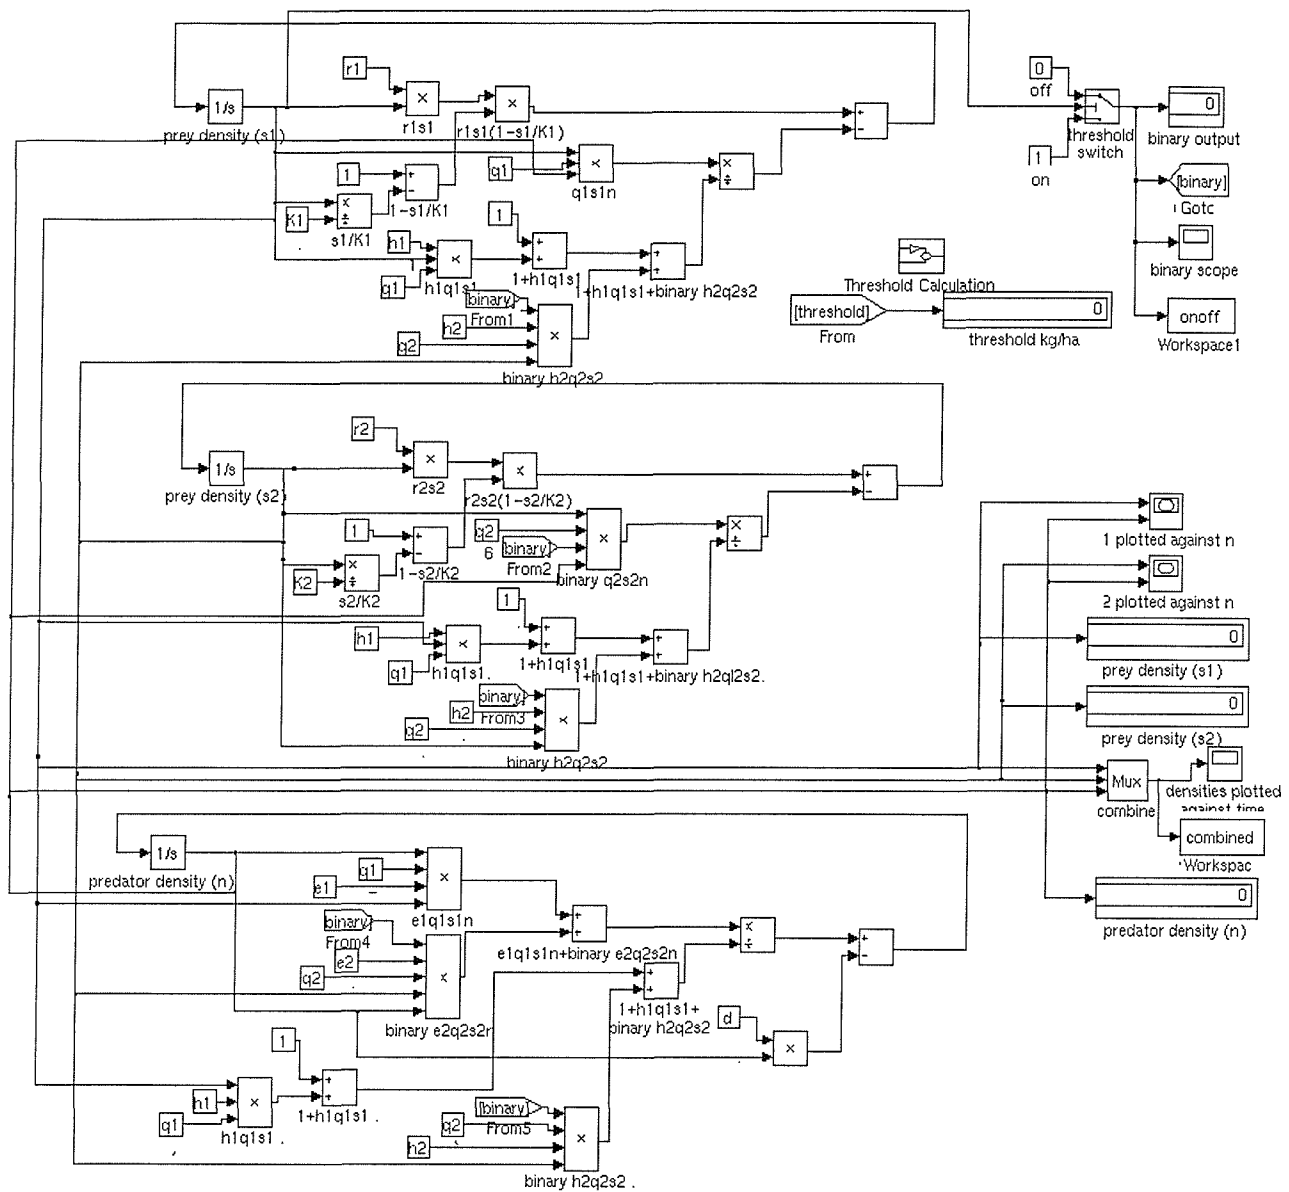 r1
1/s
prey density (s1)
×
r1s1
×
r1s1(1-s1/K1)
+
−
0
off
1
on
threshold
switch
0
binary output
[binary]
Gotc
binary scope
onoff
Workspace1
1
+
−
1-s1/K1
K1
×
÷
s1/K1
q1
q1s1n
×
÷
h1
q1
h1q1s1
1
+
+
1+h1q1s1
+
+
1+h1q1s1+binary h2q2s2
binary]
From1
h2
q2
×
binary h2q2s2
Threshold Calculation
[threshold]
From
0
threshold kg/ha
r2
1/s
prey density (s2)
×
r2s2
r2s2(1-s2/K2)
+
−
1
+
−
1-s2/K2
K2
×
÷
s2/K2
q2
6
[binary]
From2
×
binary q2s2n
×
÷
1
h1
q1
h1q1s1.
+
+
1+h1q1s1
+
+
1+h1q1s1+binary h2ql2s2.
binary]
From3
h2
q2
binary h2q2s2
1 plotted against n
2 plotted against n
0
prey density (s1)
0
prey density (s2)
Mux
combine
densities plotted
against time
combined
Workspac
0
predator density (n)
1/s
predator density (n)
q1
e1
×
e1q1s1n
binary]
From4
e2
q2
binary e2q2s2n
+
+
e1q1s1n+binary e2q2s2n
×
÷
+
−
+
+
1+h1q1s1+
binary h2q2s2
d
×
1
h1
q1
×
h1q1s1 .
+
+
1+h1q1s1 .
[binary]
From5
q2
h2
×
binary h2q2s2 .